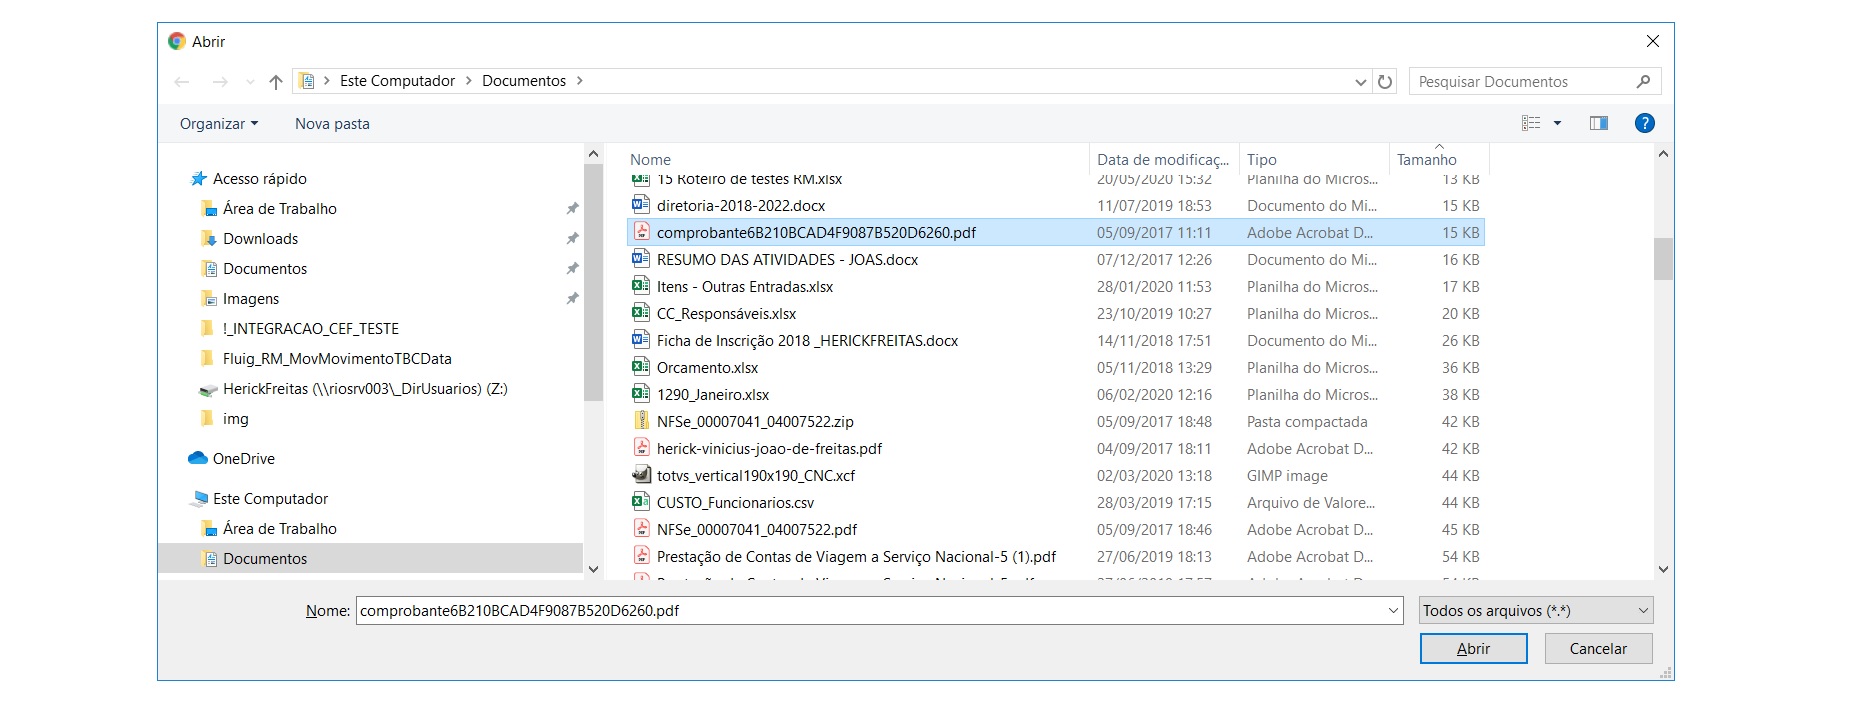 Abrir
Este Computador > Documentos >
Pesquisar Documentos
Organizar
Nova pasta
?
Acesso rápido
Área de Trabalho
Downloads
Documentos
Imagens
!_INTEGRACAO_CEF_TESTE
Fluig_RM_MovMovimentoTBCData
HerickFreitas (\\riosrv003\_DirUsuarios) (Z:)
img
OneDrive
Este Computador
Área de Trabalho
Documentos
Nome Data de modificaç... Tipo Tamanho
15 Roteiro de testes RM.xlsx 20/05/2020 15:32 Planilha do Micros... 13 KB
diretoria-2018-2022.docx 11/07/2019 18:53 Documento do Mi... 15 KB
comprobante6B210BCAD4F9087B520D6260.pdf 05/09/2017 11:11 Adobe Acrobat D... 15 KB
RESUMO DAS ATIVIDADES - JOAS.docx 07/12/2017 12:26 Documento do Mi... 16 KB
Itens - Outras Entradas.xlsx 28/01/2020 11:53 Planilha do Micros... 17 KB
CC_Responsáveis.xlsx 23/10/2019 10:27 Planilha do Micros... 20 KB
Ficha de Inscrição 2018 _HERICKFREITAS.docx 14/11/2018 17:51 Documento do Mi... 26 KB
Orcamento.xlsx 05/11/2018 13:29 Planilha do Micros... 36 KB
1290_Janeiro.xlsx 06/02/2020 12:16 Planilha do Micros... 38 KB
NFSe_00007041_04007522.zip 05/09/2017 18:48 Pasta compactada 42 KB
herick-vinicius-joao-de-freitas.pdf 04/09/2017 18:11 Adobe Acrobat D... 42 KB
totvs_vertical190x190_CNC.xcf 02/03/2020 13:18 GIMP image 44 KB
CUSTO_Funcionarios.csv 28/03/2019 17:15 Arquivo de Valore... 44 KB
NFSe_00007041_04007522.pdf 05/09/2017 18:46 Adobe Acrobat D... 45 KB
Prestação de Contas de Viagem a Serviço Nacional-5 (1).pdf 27/06/2019 18:13 Adobe Acrobat D... 54 KB
Nome: comprobante6B210BCAD4F9087B520D6260.pdf
Todos os arquivos (*.*)
Abrir
Cancelar